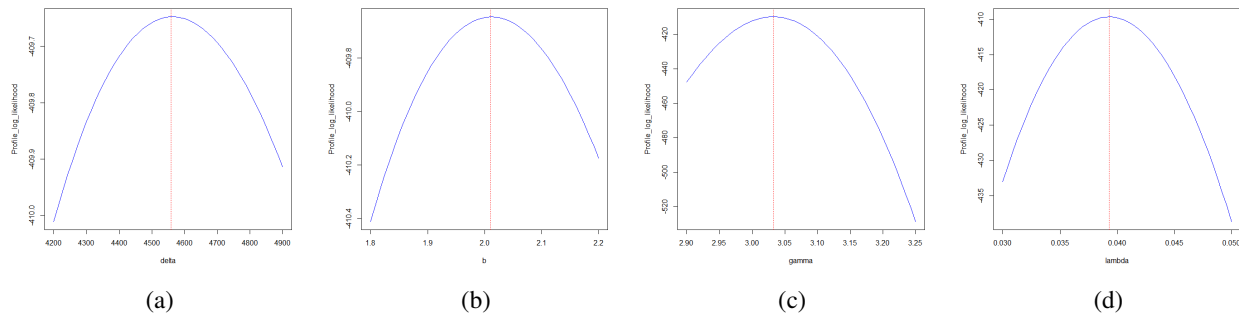 Profile_log_likelihood
-409.7
-409.8
-409.9
-410.0
4200 4300 4400 4500 4600 4700 4800 4900
delta
(a)
Profile_log_likelihood
-409.8
-410.0
-410.2
-410.4
1.8 1.9 2.0 2.1 2.2
b
(b)
Profile_log_likelihood
-420
-440
-460
-480
-500
-520
2.90 2.95 3.00 3.05 3.10 3.15 3.20 3.25
gamma
(c)
Profile_log_likelihood
-410
-415
-420
-425
-430
-435
0.030 0.035 0.040 0.045 0.050
lambda
(d)